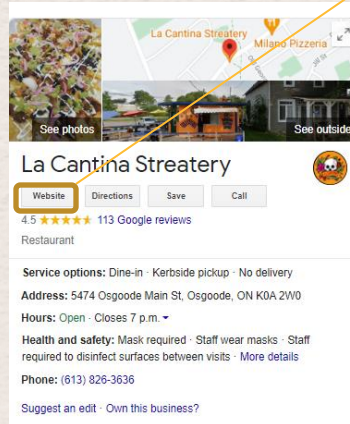 La Cantina Streatery
Milano Pizzeria
See photos
See outside
La Cantina Streatery
Website
Directions
Save
Call
4.5 ★★★★★ 113 Google reviews
Restaurant
Service options: Dine-in · Kerbside pickup · No delivery
Address: 5474 Osgoode Main St, Osgoode, ON K0A 2W0
Hours: Open · Closes 7 p.m.
Health and safety: Mask required · Staff wear masks · Staff
required to disinfect surfaces between visits · More details
Phone: (613) 826-3636
Suggest an edit · Own this business?